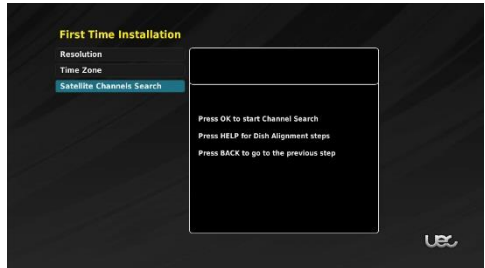 First Time Installation
Resolution
Time Zone
Satellite Channels Search
Press OK to start Channel Search
Press HELP for Dish Alignment steps
Press BACK to go to the previous step
uec